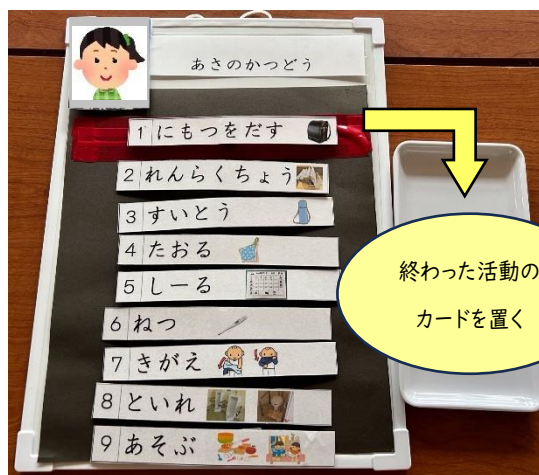 あさのかつどう
1 にもつをだす
2 れんらくちょう
3 すいとう
4 たおる
5 しーる
6 ねつ
7 きがえ
8 といれ
9 あそぶ
終わった活動の
カードを置く